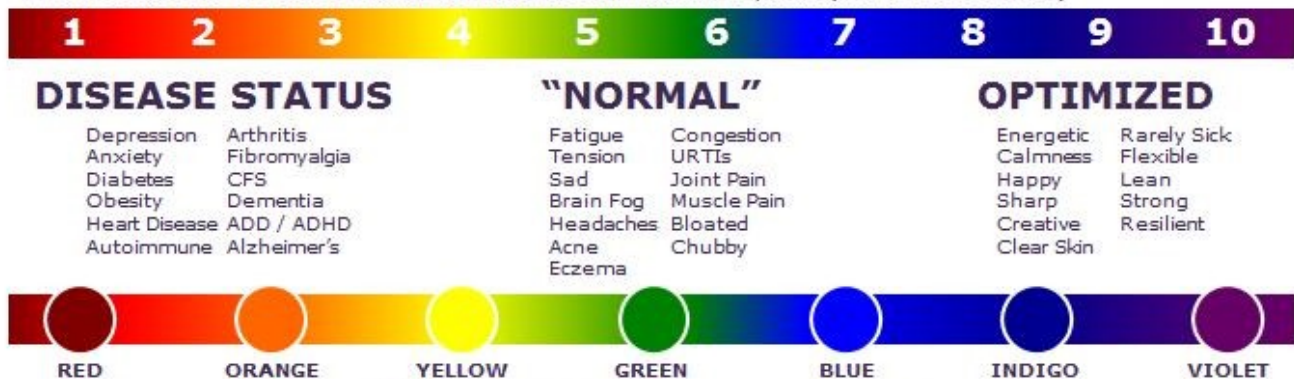 1 2 3 4 5 6 7 8 9 10
DISEASE STATUS
Depression
Anxiety
Diabetes
Obesity
Heart Disease
Autoimmune
Arthritis
Fibromyalgia
CFS
Dementia
ADD / ADHD
Alzheimer's
"NORMAL"
Fatigue
Tension
Sad
Brain Fog
Headaches
Acne
Eczema
Congestion
URTIs
Joint Pain
Muscle Pain
Bloated
Chubby
OPTIMIZED
Energetic
Calmness
Happy
Sharp
Creative
Clear Skin
Rarely Sick
Flexible
Lean
Strong
Resilient
RED ORANGE YELLOW GREEN BLUE INDIGO VIOLET